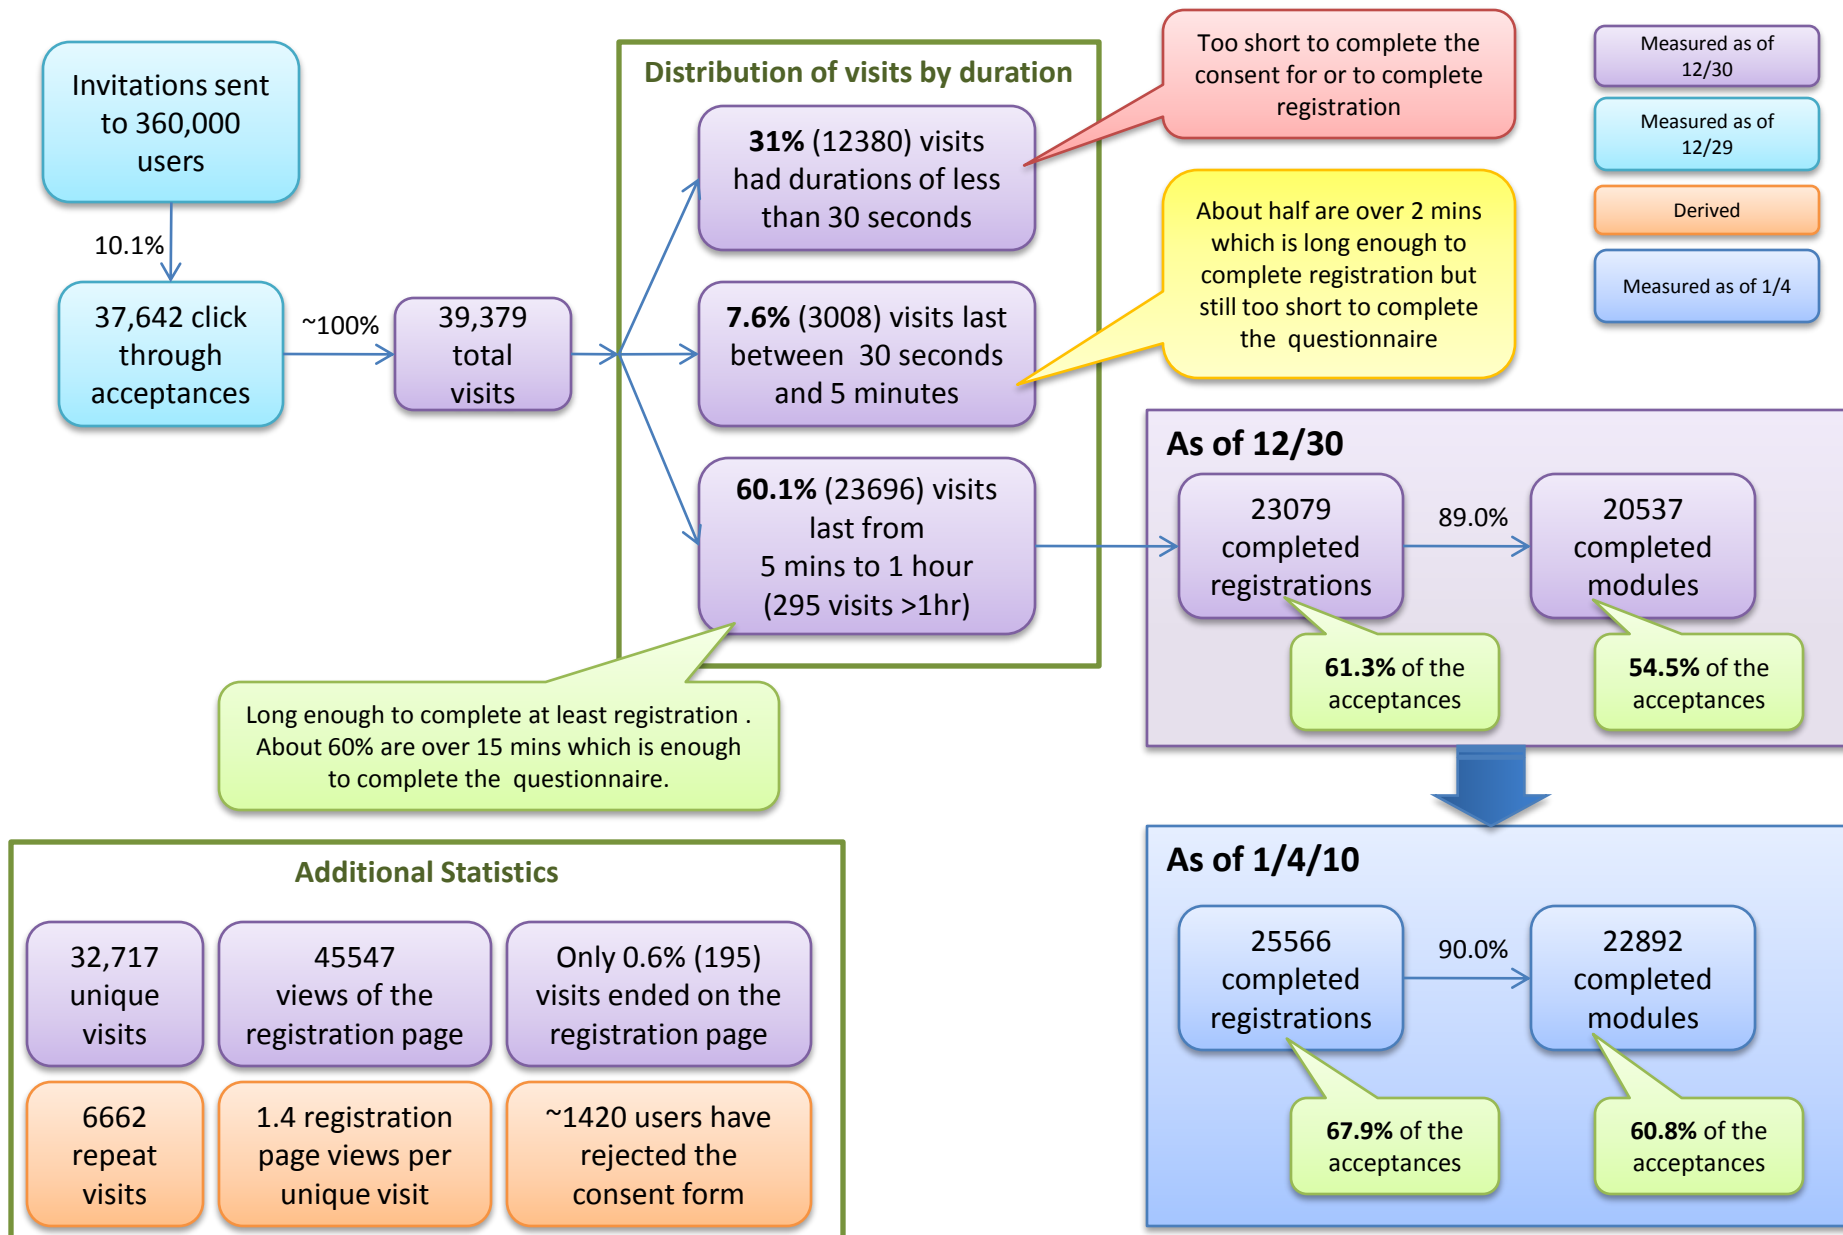 Invitations sent
to 360,000
users
10.1%
37,642 click
through
acceptances
~100%
39,379
total
visits
Distribution of visits by duration
31% (12380) visits
had durations of less
than 30 seconds
7.6% (3008) visits last
between 30 seconds
and 5 minutes
60.1% (23696) visits
last from
5 mins to 1 hour
(295 visits >1hr)
Too short to complete the
consent for or to complete
registration
About half are over 2 mins
which is long enough to
complete registration but
still too short to complete
the questionnaire
Long enough to complete at least registration .
About 60% are over 15 mins which is enough
to complete the questionnaire.
Measured as of
12/30
Measured as of
12/29
Derived
Measured as of 1/4
As of 12/30
23079
completed
registrations
89.0%
20537
completed
modules
61.3% of the
acceptances
54.5% of the
acceptances
As of 1/4/10
25566
completed
registrations
90.0%
22892
completed
modules
67.9% of the
acceptances
60.8% of the
acceptances
Additional Statistics
32,717
unique
visits
45547
views of the
registration page
Only 0.6% (195)
visits ended on the
registration page
6662
repeat
visits
1.4 registration
page views per
unique visit
~1420 users have
rejected the
consent form